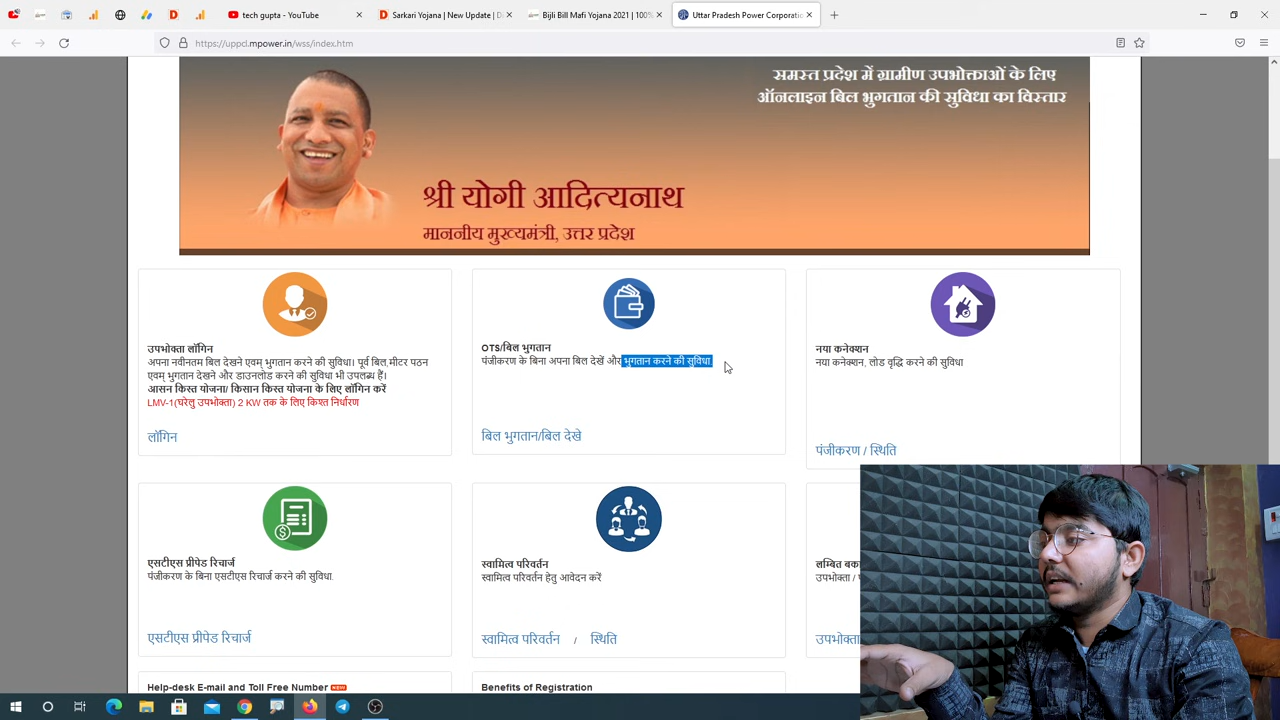 tech gupta - YouTube
Sarkari Yojana | New Update | D
Bijli Bill Mafi Yojana 2021 | 100%
Uttar Pradesh Power Corporatio
https://uppcl.mpower.in/wss/index.htm
समस्त प्रदेश में ग्रामीण उपभोक्ताओं के लिए
ऑनलाइन बिल भुगतान की सुविधा का विस्तार
श्री योगी आदित्यनाथ
माननीय मुख्यमंत्री, उत्तर प्रदेश
उपभोक्ता लॉगिन
अपना नवीनतम बिल देखने एवम् भुगतान करने की सुविधा। पूर्व बिल मीटर पठन
एवम् भुगतान देखने और डाउनलोड करने की सुविधा भी उपलब्ध हैं।
आसन किस्त योजना/ किसान किस्त योजना के लिए लॉगिन करें
LMV-1(घरेलु उपभोक्ता) 2 KW तक के लिए किश्त निर्धारण
लॉगिन
OTS/बिल भुगतान
पंजीकरण के बिना अपना बिल देखें और भुगतान करने की सुविधा.
बिल भुगतान/बिल देखे
नया कनेक्शन
नया कनेक्शन, लोड वृद्धि करने की सुविधा
पंजीकरण / स्थिति
एसटीएस प्रीपेड रिचार्ज
पंजीकरण के बिना एसटीएस रिचार्ज करने की सुविधा.
एसटीएस प्रीपेड रिचार्ज
स्वामित्व परिवर्तन
स्वामित्व परिवर्तन हेतु आवेदन करें
स्वामित्व परिवर्तन / स्थिति
लम्बित बक
उपभोक्ता /
उपभोक्ता
Help-desk E-mail and Toll Free Number
Benefits of Registration